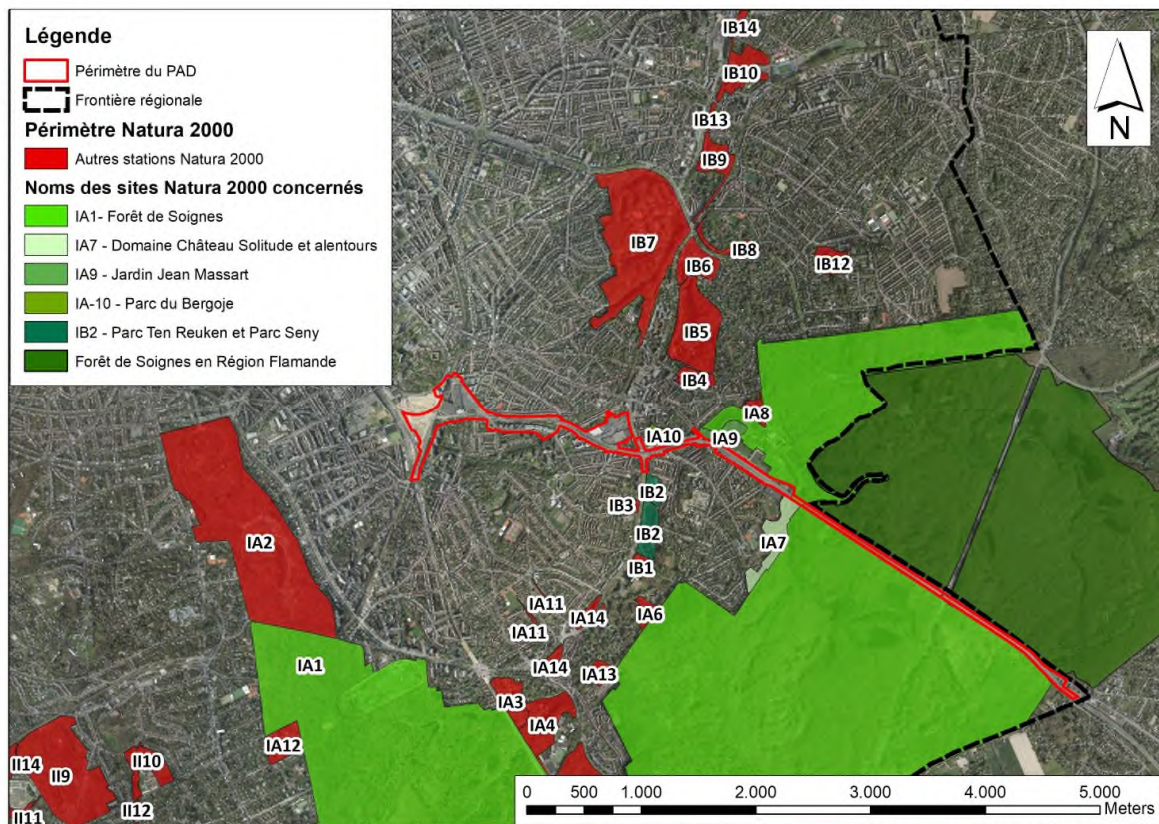 Légende
Périmètre du PAD
Frontière régionale
Périmètre Natura 2000
Autres stations Natura 2000
Noms des sites Natura 2000 concernés
IA1- Forêt de Soignes
IA7 - Domaine Château Solitude et alentours
IA9 - Jardin Jean Massart
IA-10 - Parc du Bergoje
IB2 - Parc Ten Reuken et Parc Seny
Forêt de Soignes en Région Flamande
N
IB14
IB10
IB13
IB9
IB7
IB8
IB6
IB12
IB5
IB4
IA8
IA10
IA9
IB2
IB3
IA2
IB2
IA7
IB1
IA11
IA14
IA6
IA11
IA14
IA1
IA13
IA3
IA4
IA12
II14
II9
II10
II12
II11
0 500 1.000 2.000 3.000 4.000 5.000
Meters